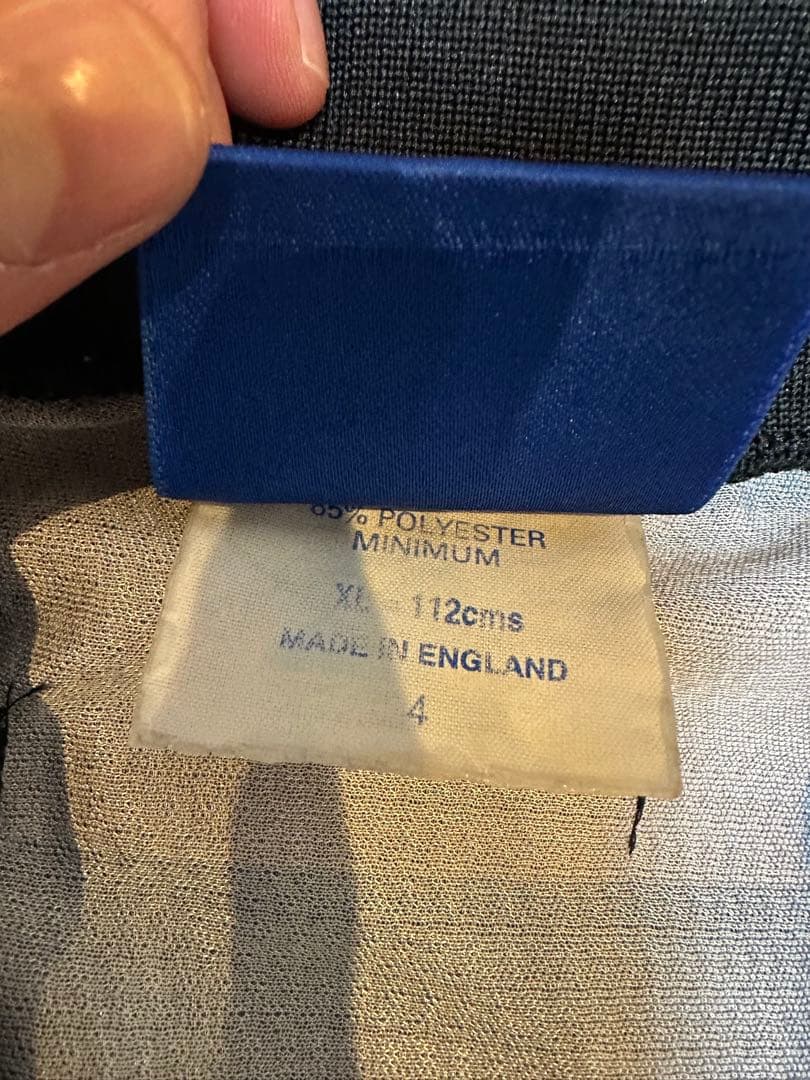 85% POLYESTER
MINIMUM
XL - 112cms
MADE IN ENGLAND
4